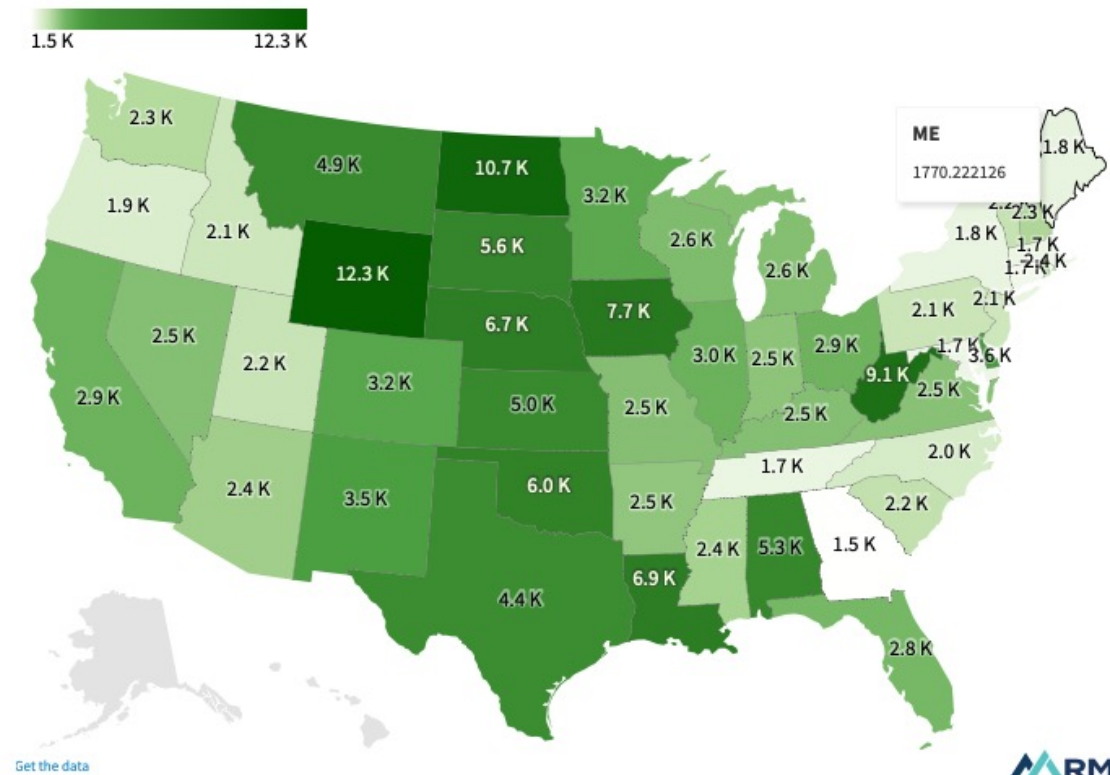 1.5 K 12.3 K
2.3 K
4.9 K
10.7 K
3.2 K
ME
1770.222126
1.8 K
1.9 K
2.1 K
12.3 K
5.6 K
2.6 K
2.6 K
1.8 K
2.3 K
1.7 K
2.4 K
1.7 K
2.5 K
2.2 K
6.7 K
7.7 K
3.0 K
2.5 K
2.9 K
2.1 K
2.1 K
1.7 K
3.6 K
9.1 K
2.5 K
2.9 K
3.2 K
5.0 K
2.5 K
2.5 K
2.0 K
2.4 K
3.5 K
6.0 K
2.5 K
1.7 K
2.2 K
2.4 K
5.3 K
1.5 K
4.4 K
6.9 K
2.8 K
Get the data
RM